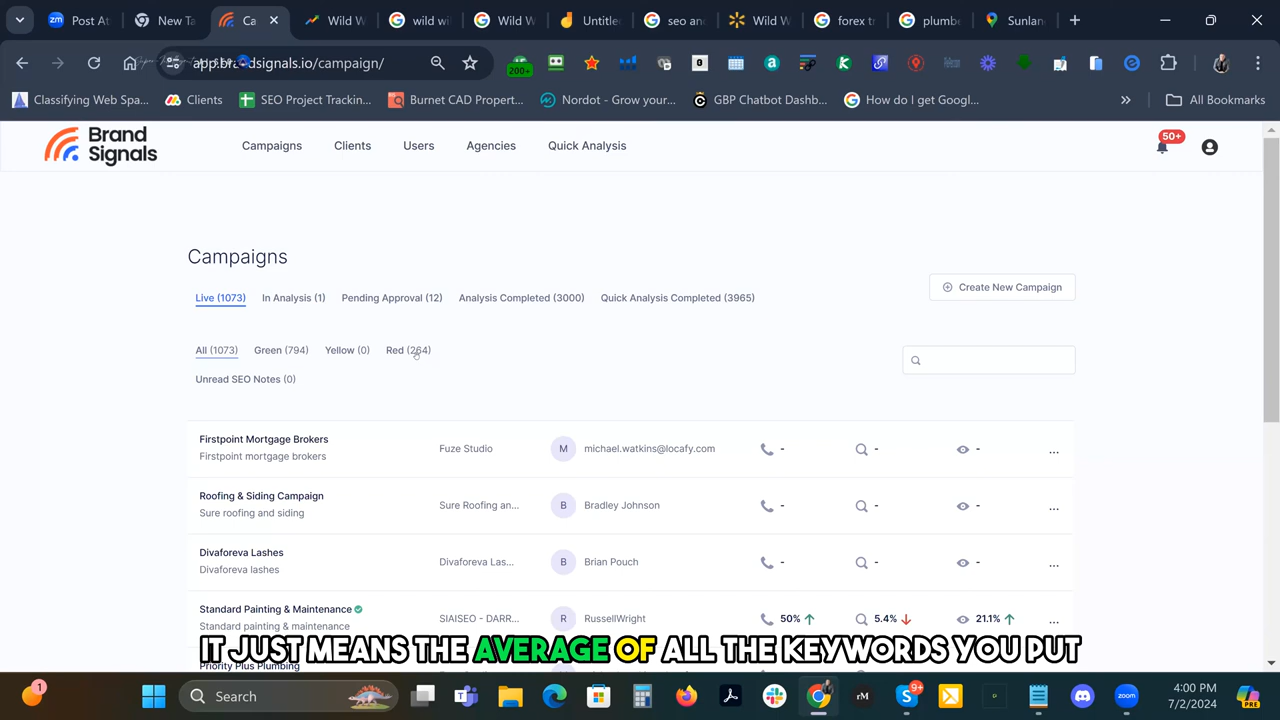 Post At
New Ta
Ca
Wild W
wild wi
Wild W
Untitle
seo and
Wild W
forex tr
plumbe
Sunlan
app.brandsignals.io/campaign/
200+
Classifying Web Spa...
Clients
SEO Project Trackin...
Burnet CAD Propert...
Nordot - Grow your...
GBP Chatbot Dashb...
How do I get Googl...
All Bookmarks
Brand
Signals
Campaigns
Clients
Users
Agencies
Quick Analysis
50+
Campaigns
Create New Campaign
Live (1073)
In Analysis (1)
Pending Approval (12)
Analysis Completed (3000)
Quick Analysis Completed (3965)
All (1073)
Green (794)
Yellow (0)
Red (264)
Unread SEO Notes (0)
Firstpoint Mortgage Brokers
Firstpoint mortgage brokers
Fuze Studio
M
michael.watkins@locafy.com
-
-
-
...
Roofing & Siding Campaign
Sure roofing and siding
Sure Roofing an...
B
Bradley Johnson
-
-
-
...
Divaforeva Lashes
Divaforeva lashes
Divaforeva Las...
B
Brian Pouch
-
-
-
...
Standard Painting & Maintenance
Standard painting & maintenance
SIAISEO - DARR...
R
RussellWright
50%
5.4%
21.1%
...
IT JUST MEANS THE AVERAGE OF ALL THE KEYWORDS YOU PUT
Priority Plus Plumbing
1
Search
9+
zoom
4:00 PM
7/2/2024
PRE